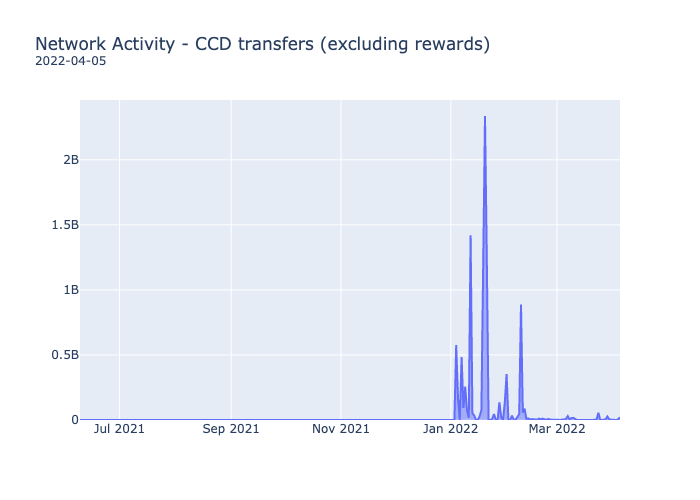 Network Activity - CCD transfers (excluding rewards)
2022-04-05
2B
1.5B
1B
0.5B
0
Jul 2021 Sep 2021 Nov 2021 Jan 2022 Mar 2022